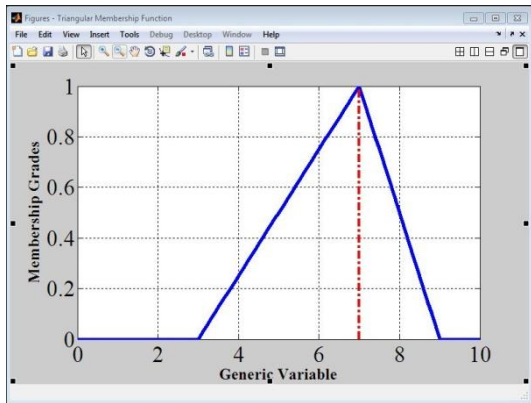 Figures - Triangular Membership Function
File Edit View Insert Tools Debug Desktop Window Help
1
0.8
0.6
0.4
0.2
0
Membership Grades
0 2 4 6 8 10
Generic Variable